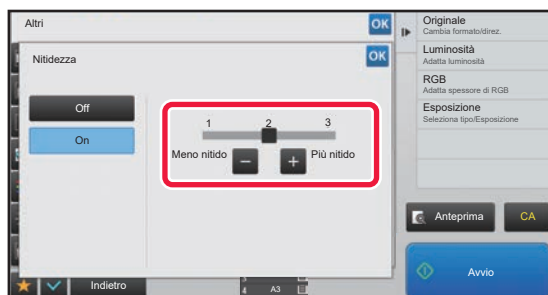 Altri
OK
Nitidezza
OK
Off
On
1 2 3
Meno nitido
Più nitido
Originale
Cambia formato/direz.
Luminosità
Adatta luminosità
RGB
Adatta spessore di RGB
Esposizione
Seleziona tipo/Esposizione
Anteprima
CA
Indietro
4 A3
Avvio